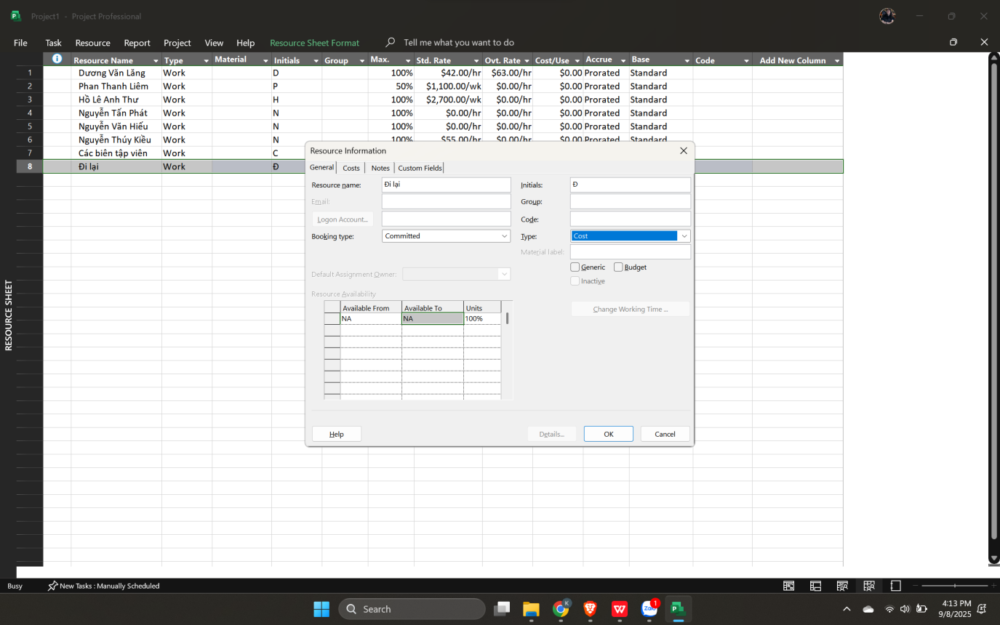 Project1 - Project Professional
File Task Resource Report Project View Help Resource Sheet Format Tell me what you want to do
Resource Name Type Material Initials Group Max. Std. Rate Ovt. Rate Cost/Use Accrue Base Code Add New Column
1 Dương Văn Lăng Work D 100% $42.00/hr $63.00/hr $0.00 Prorated Standard
2 Phan Thanh Liêm Work P 50% $1,100.00/wk $0.00/hr $0.00 Prorated Standard
3 Hồ Lê Anh Thư Work H 100% $2,700.00/wk $0.00/hr $0.00 Prorated Standard
4 Nguyễn Tấn Phát Work N 100% $0.00/hr $0.00/hr $0.00 Prorated Standard
5 Nguyễn Văn Hiếu Work N 100% $0.00/hr $0.00/hr $0.00 Prorated Standard
6 Nguyễn Thúy Kiều Work N 100% $55.00/hr $0.00/hr $0.00 Prorated Standard
7 Các biên tập viên Work C
8 Đi lại Work Đ
RESOURCE SHEET
Resource Information
General Costs Notes Custom Fields
Resource name: Đi lại Initials: Đ
Email: Group:
Logon Account... Code:
Booking type: Committed Type: Cost
Material label:
Generic Budget
Default Assignment Owner: Inactive
Resource Availability
Available From Available To Units
NA NA 100%
Change Working Time ...
Help Details... OK Cancel
Busy New Tasks : Manually Scheduled
Search
K
Zalo
1
4:13 PM
9/8/2025